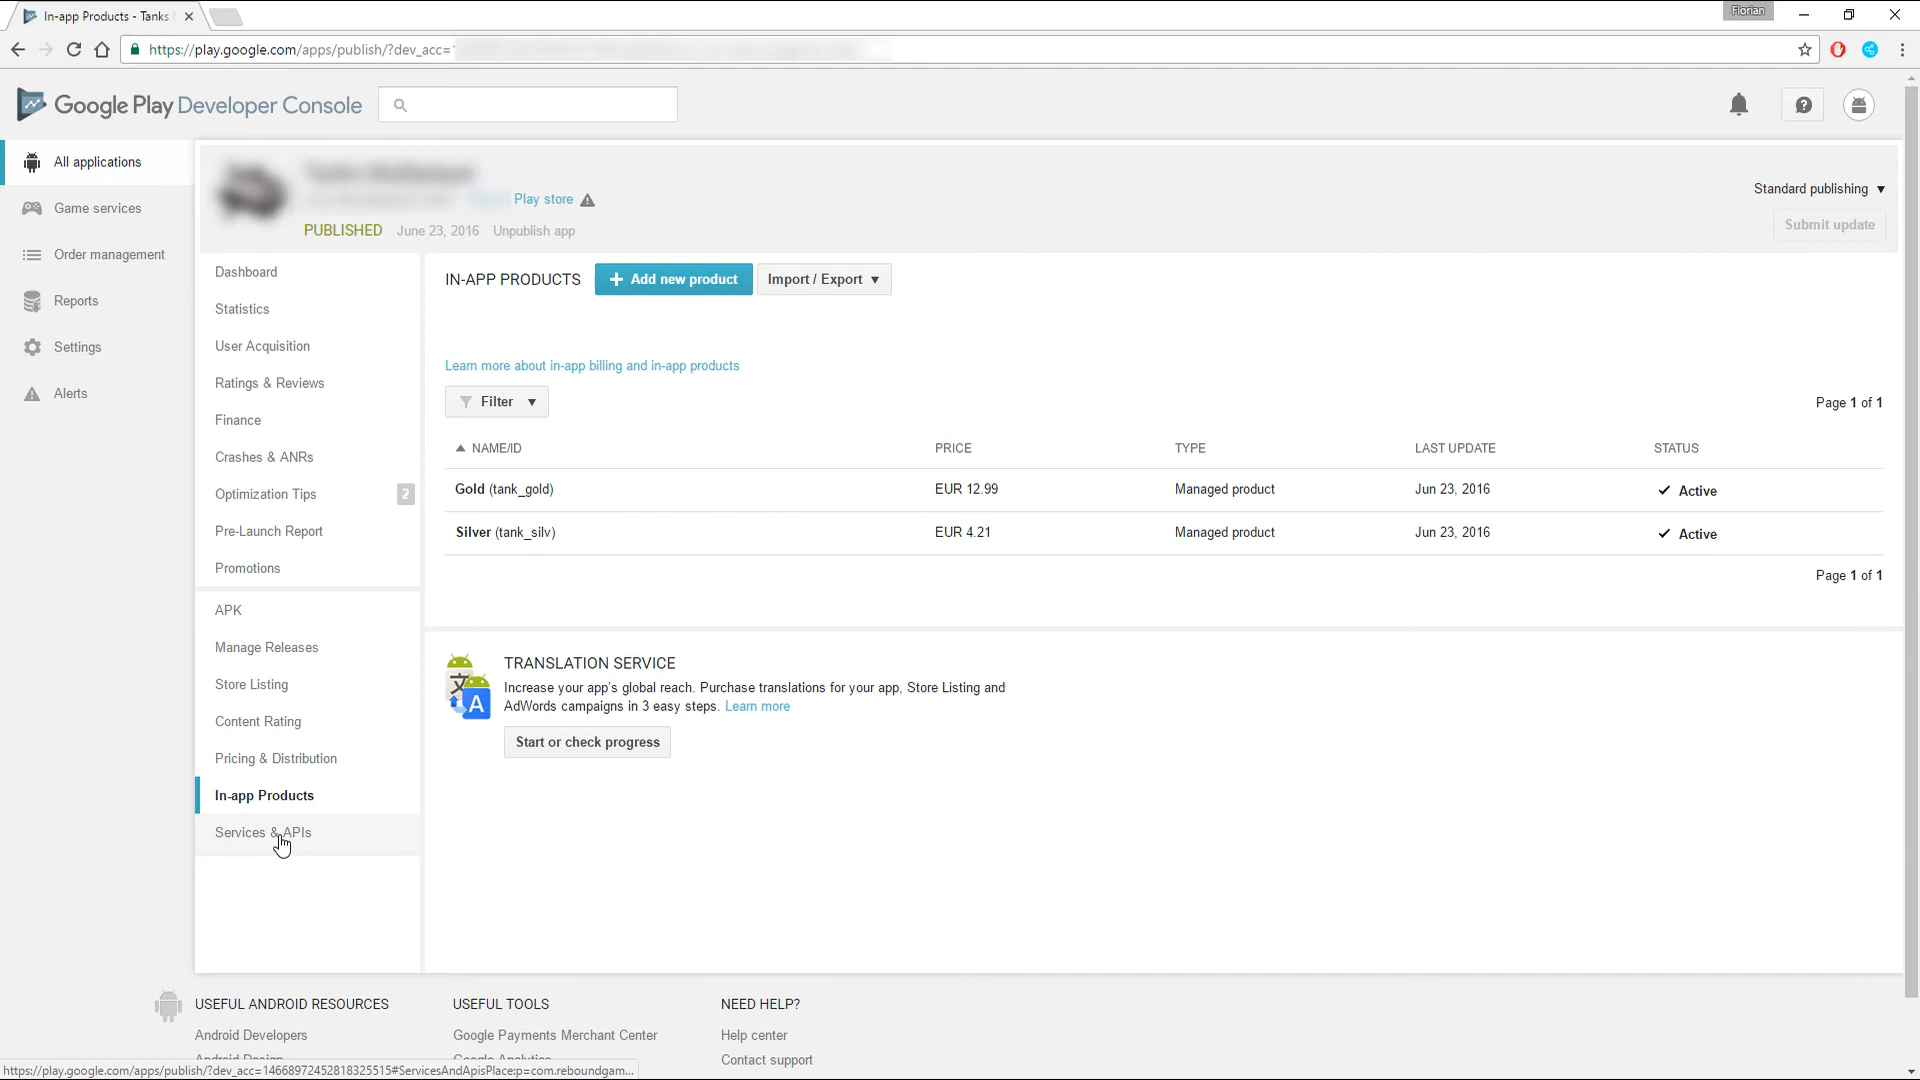 In-app Products - Tanks
Florian
https://play.google.com/apps/publish/?dev_acc=
Google Play Developer Console
All applications
Game services
Order management
Reports
Settings
Alerts
Play store
PUBLISHED June 23, 2016 Unpublish app
Standard publishing
Submit update
Dashboard
Statistics
User Acquisition
Ratings & Reviews
Finance
Crashes & ANRs
Optimization Tips 2
Pre-Launch Report
Promotions
APK
Manage Releases
Store Listing
Content Rating
Pricing & Distribution
In-app Products
Services & APIs
IN-APP PRODUCTS + Add new product Import / Export
Learn more about in-app billing and in-app products
Filter
Page 1 of 1
NAME/ID PRICE TYPE LAST UPDATE STATUS
Gold (tank_gold) EUR 12.99 Managed product Jun 23, 2016 Active
Silver (tank_silv) EUR 4.21 Managed product Jun 23, 2016 Active
Page 1 of 1
TRANSLATION SERVICE
Increase your app's global reach. Purchase translations for your app, Store Listing and
AdWords campaigns in 3 easy steps. Learn more
Start or check progress
USEFUL ANDROID RESOURCES USEFUL TOOLS NEED HELP?
Android Developers Google Payments Merchant Center Help center
Android Design Google Analytics Contact support
https://play.google.com/apps/publish/?dev_acc=14668972452818325515#ServicesAndApisPlace:p=com.reboundgam...